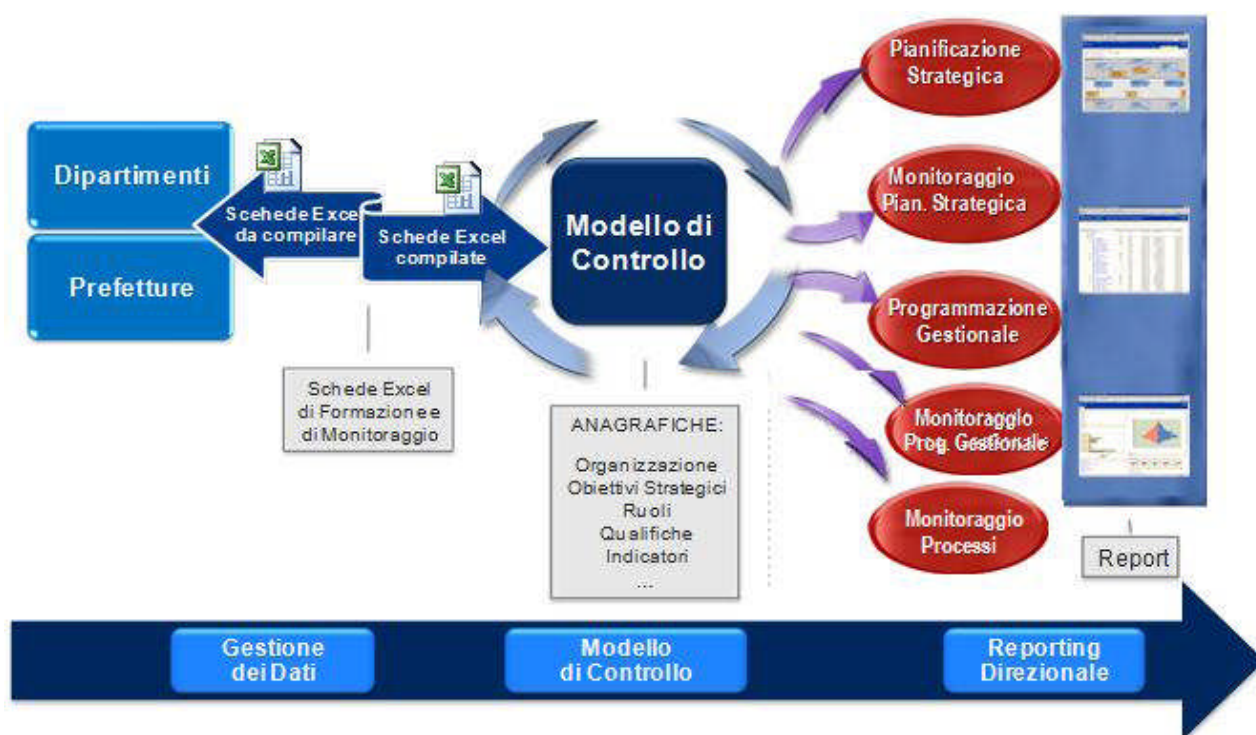 Dipartimenti
Prefetture
Scehede Excel
da compilare
Schede Excel
compilate
Schede Excel
di Formazione e
di Monitoraggio
Modello di
Controllo
ANAGRAFICHE:
Organizzazione
Obiettivi Strategici
Ruoli
Qualifiche
Indicatori
...
Pianificazione
Strategica
Monitoraggio
Pian. Strategica
Programmazione
Gestionale
Monitoraggio
Prog. Gestionale
Monitoraggio
Processi
Report
Gestione
dei Dati
Modello
di Controllo
Reporting
Direzionale